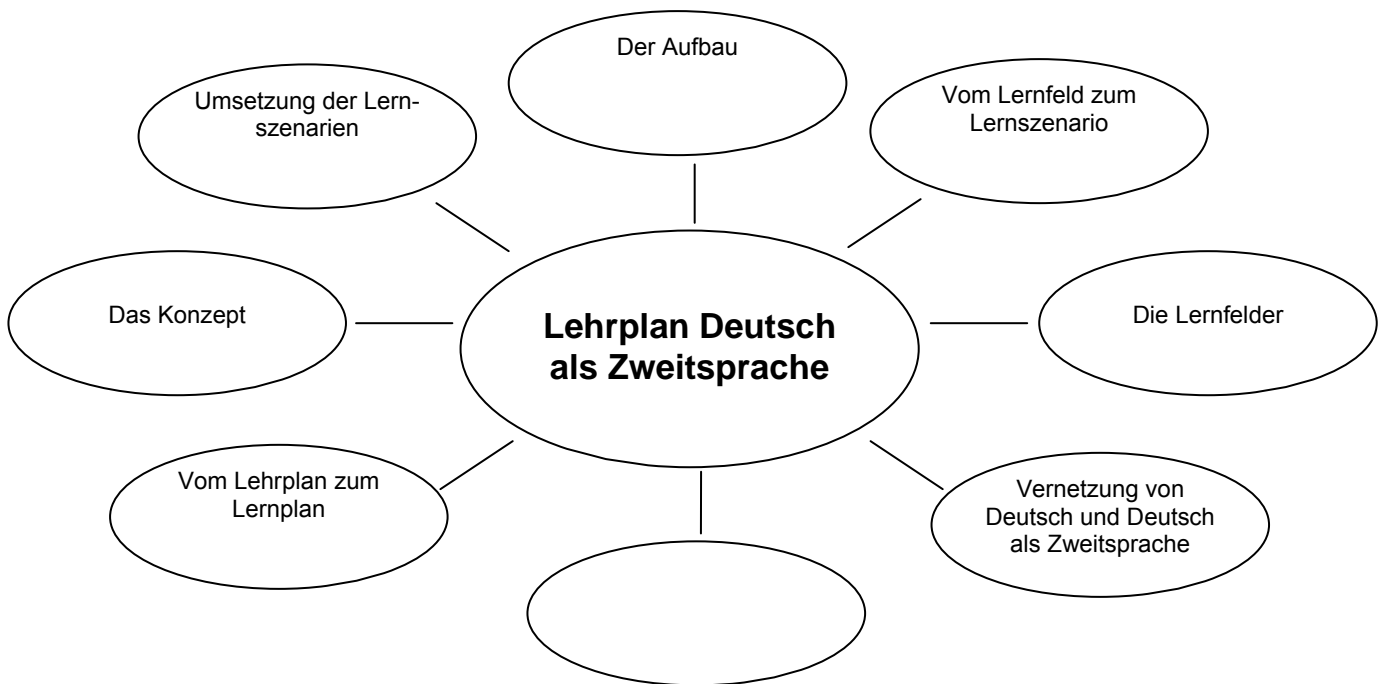 Der Aufbau
Umsetzung der Lern-
szenarien
Vom Lernfeld zum
Lernszenario
Das Konzept
Lehrplan Deutsch
als Zweitsprache
Die Lernfelder
Vom Lehrplan zum
Lernplan
Vernetzung von
Deutsch und Deutsch
als Zweitsprache